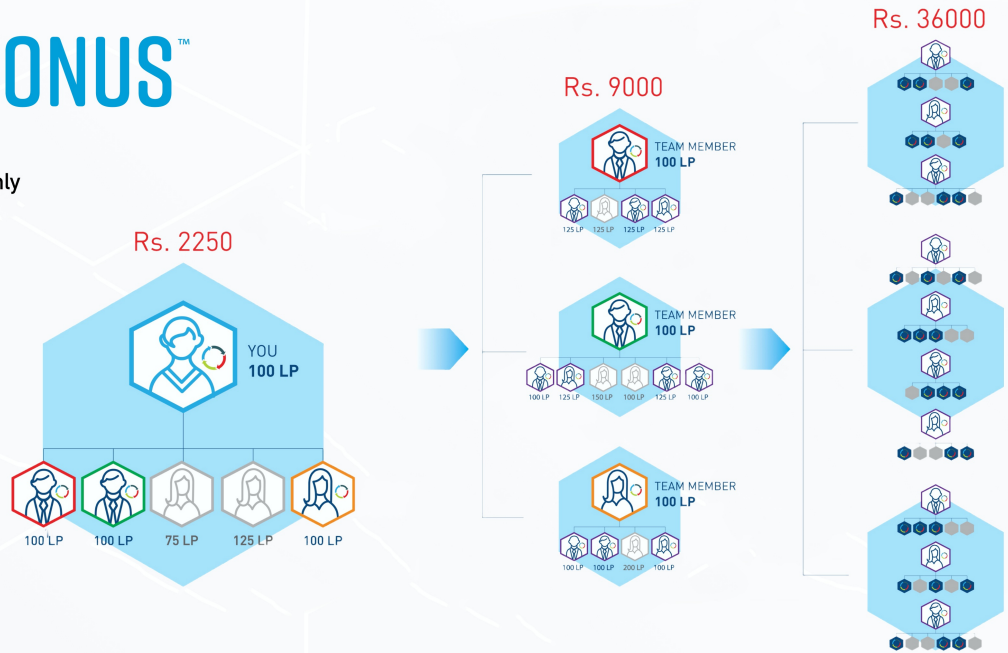 ONUS™
nly
Rs. 2250
YOU
100 LP
100 LP 100 LP 75 LP 125 LP 100 LP
Rs. 9000
TEAM MEMBER
100 LP
125 LP 125 LP 125 LP 125 LP
TEAM MEMBER
100 LP
100 LP 125 LP 150 LP 100 LP 125 LP 100 LP
TEAM MEMBER
100 LP
100 LP 100 LP 200 LP 100 LP
Rs. 36000